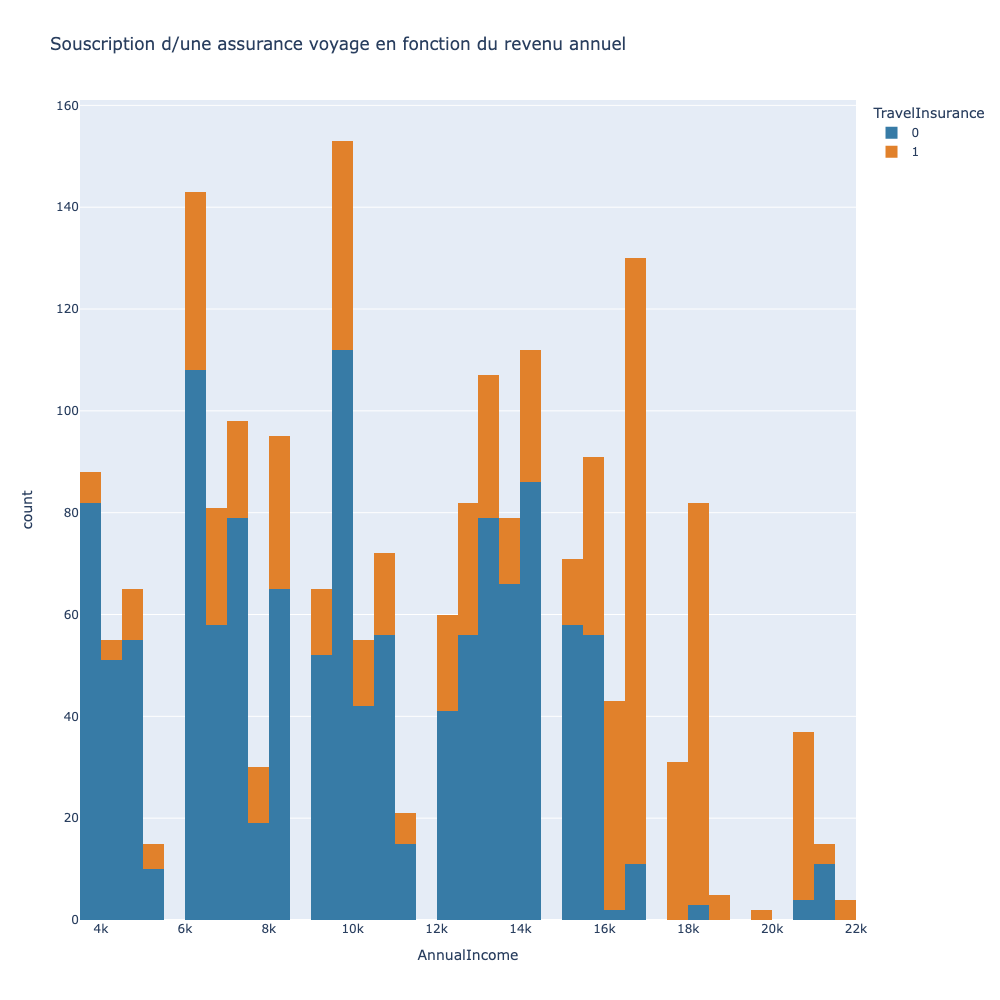 Souscription d/une assurance voyage en fonction du revenu annuel
TravelInsurance
0
1
160
140
120
100
80
60
40
20
0
count
4k
6k
8k
10k
12k
14k
16k
18k
20k
22k
AnnualIncome